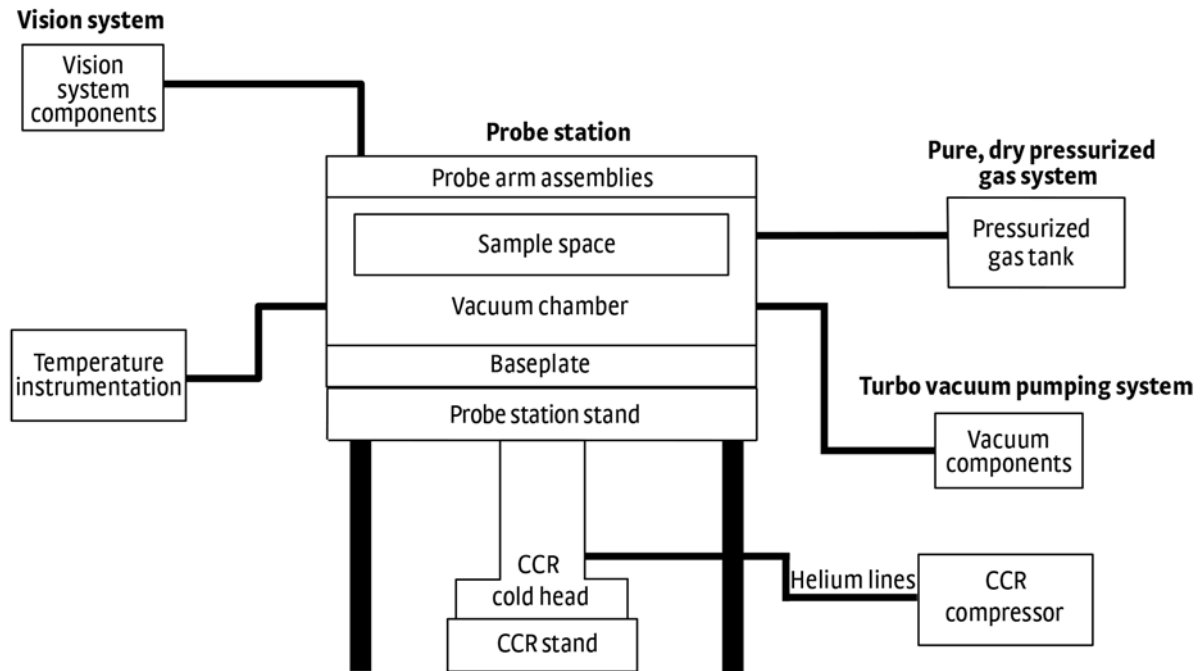 Vision system
Vision
system
components
Probe station
Probe arm assemblies
Sample space
Vacuum chamber
Baseplate
Probe station stand
Pure, dry pressurized
gas system
Pressurized
gas tank
Temperature
instrumentation
Turbo vacuum pumping system
Vacuum
components
CCR
cold head
CCR stand
Helium lines
CCR
compressor